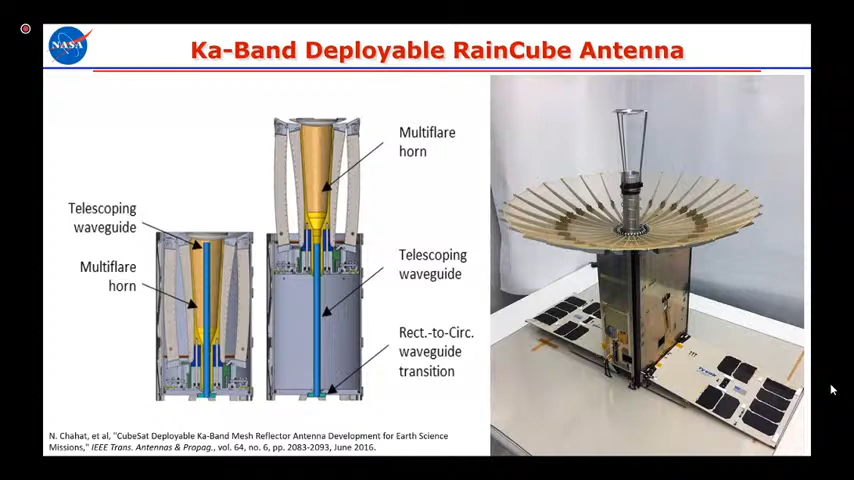 NASA
Ka-Band Deployable RainCube Antenna
Multiflare
horn
Telescoping
waveguide
Multiflare
horn
Telescoping
waveguide
Rect.-to-Circ.
waveguide
transition
N. Chahat, et al, "CubeSat Deployable Ka-Band Mesh Reflector Antenna Development for Earth Science
Missions," IEEE Trans. Antennas & Propag., vol. 64, no. 6, pp. 2083-2093, June 2016.